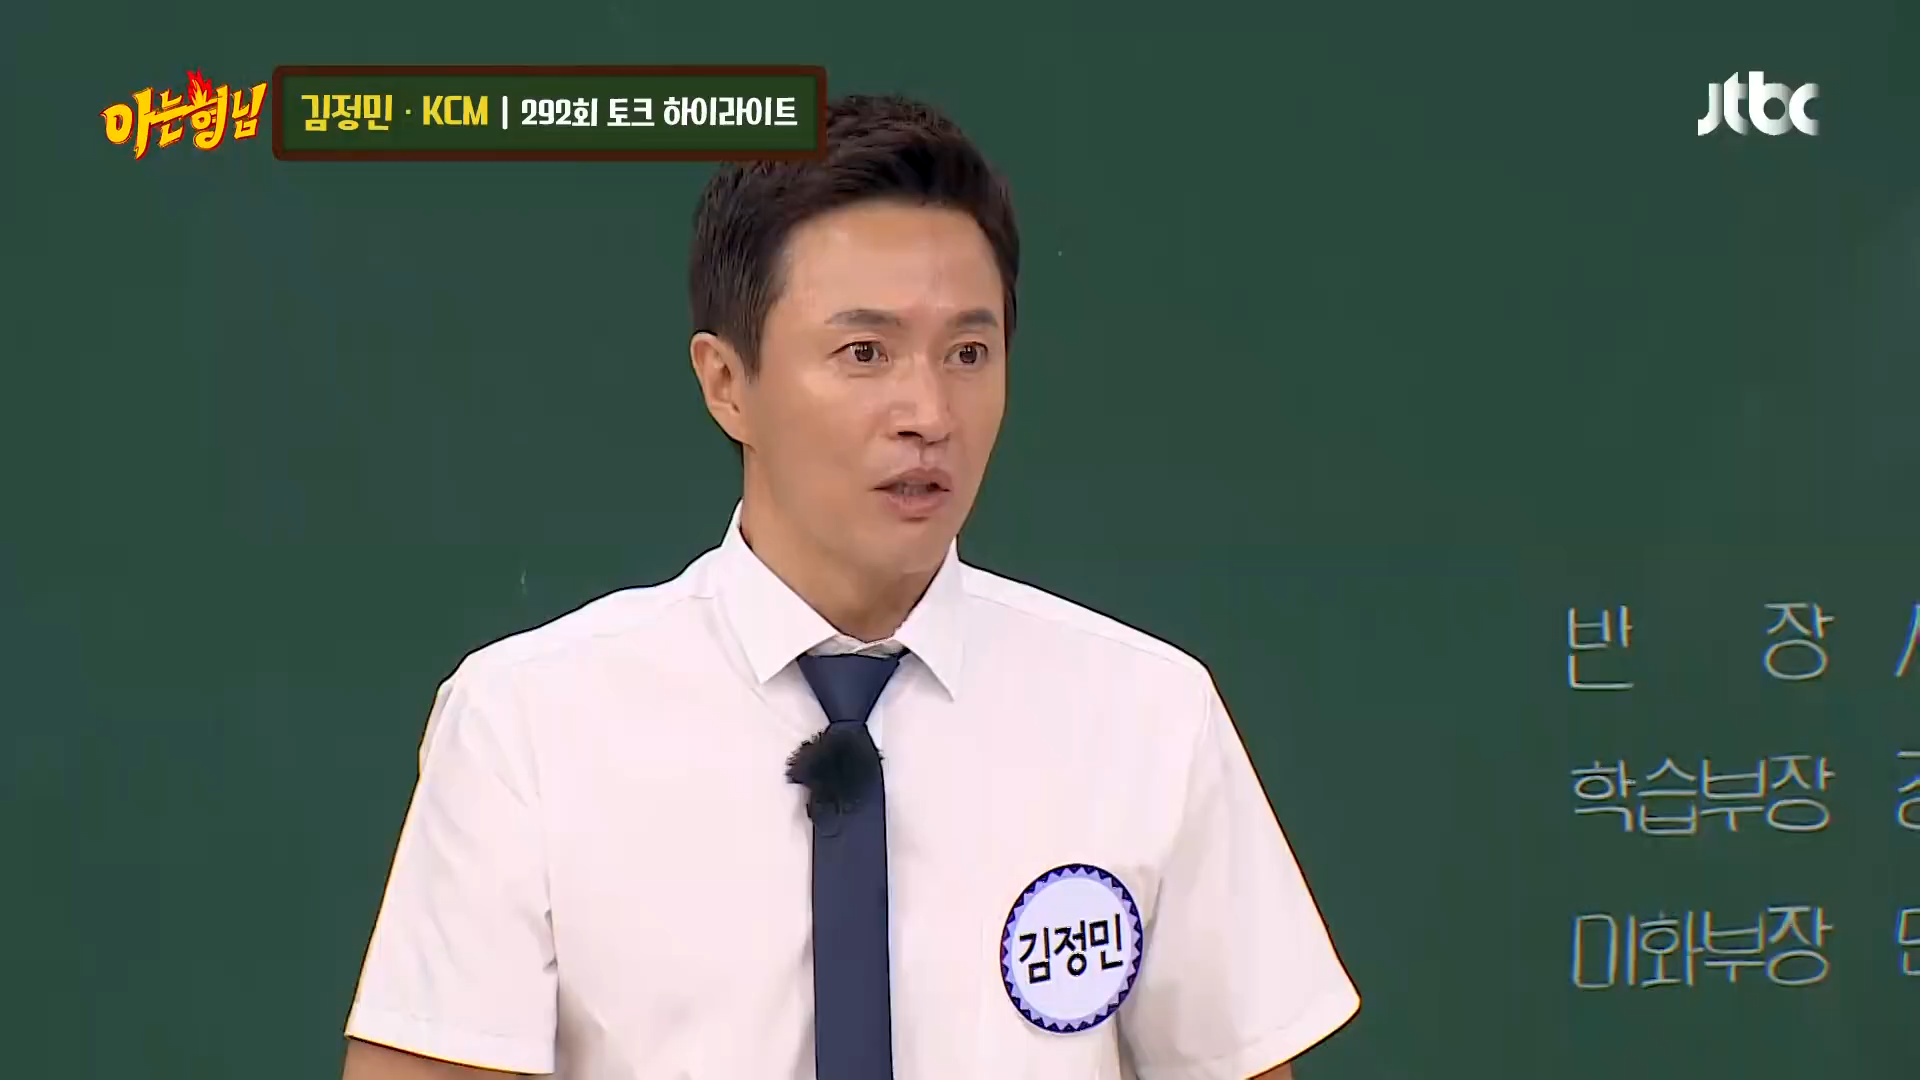 아는형님
김정민 · KCM | 292회 토크 하이라이트
jtbc
반 장
학습부장
미화부장
김정민